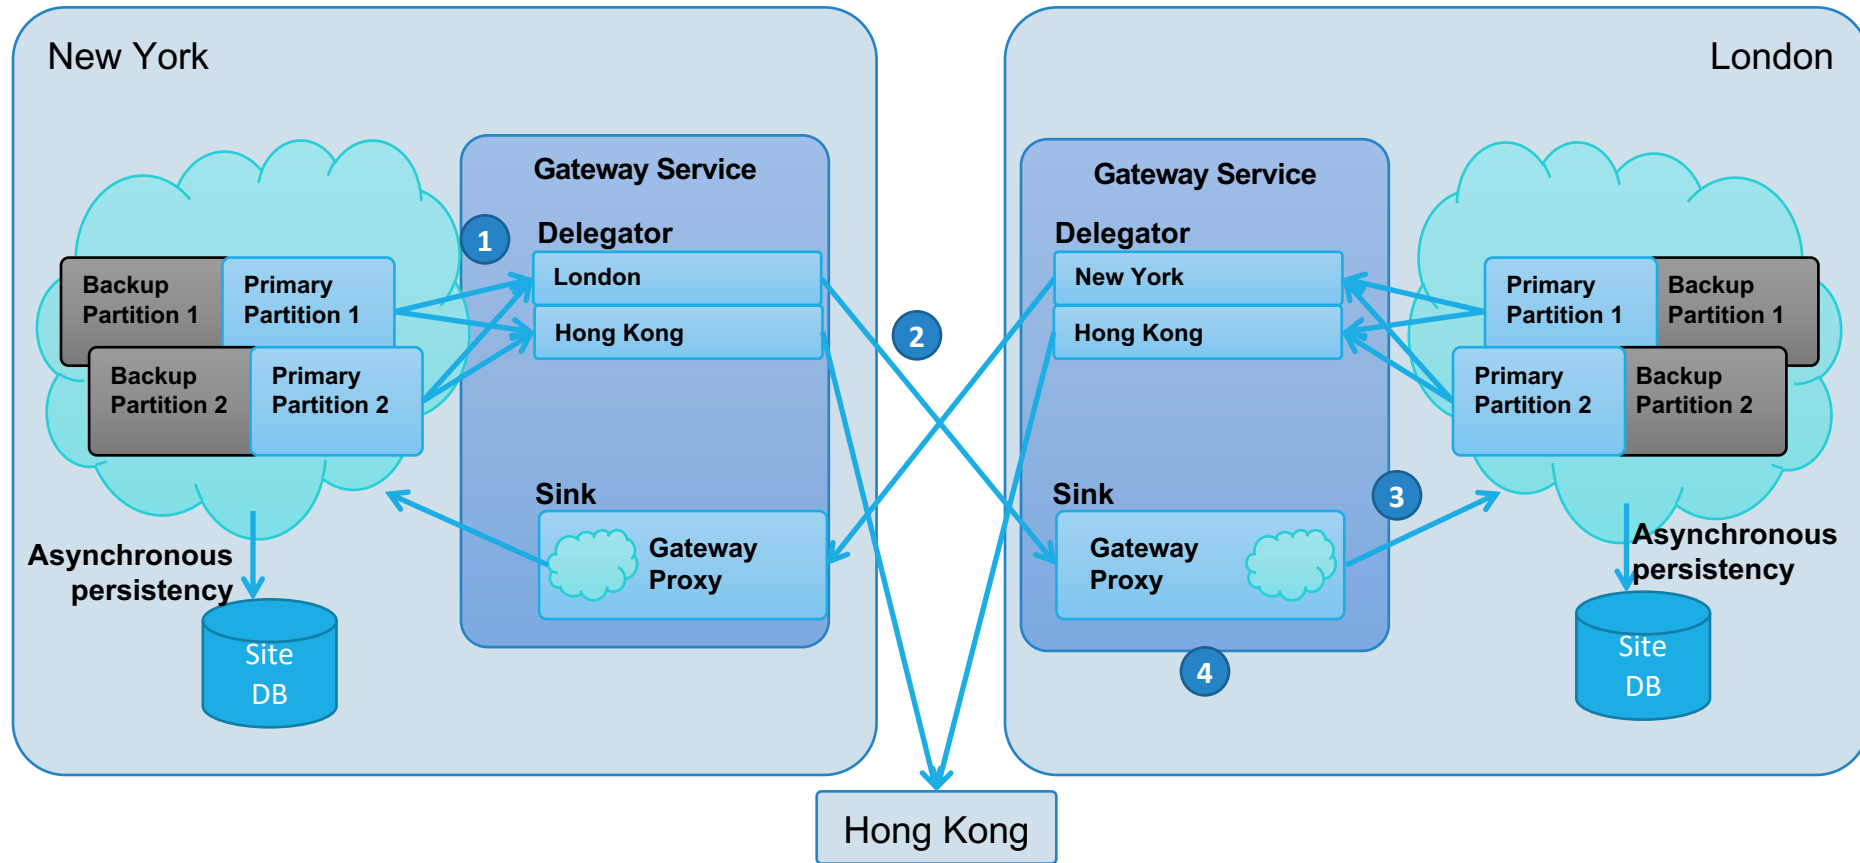 New York
Gateway Service
1
Delegator
London
Hong Kong
Backup
Partition 1
Primary
Partition 1
Backup
Partition 2
Primary
Partition 2
Sink
Gateway
Proxy
Asynchronous
persistency
Site
DB
2
London
Gateway Service
Delegator
New York
Hong Kong
Primary
Partition 1
Backup
Partition 1
Primary
Partition 2
Backup
Partition 2
Sink
3
Gateway
Proxy
4
Asynchronous
persistency
Site
DB
Hong Kong